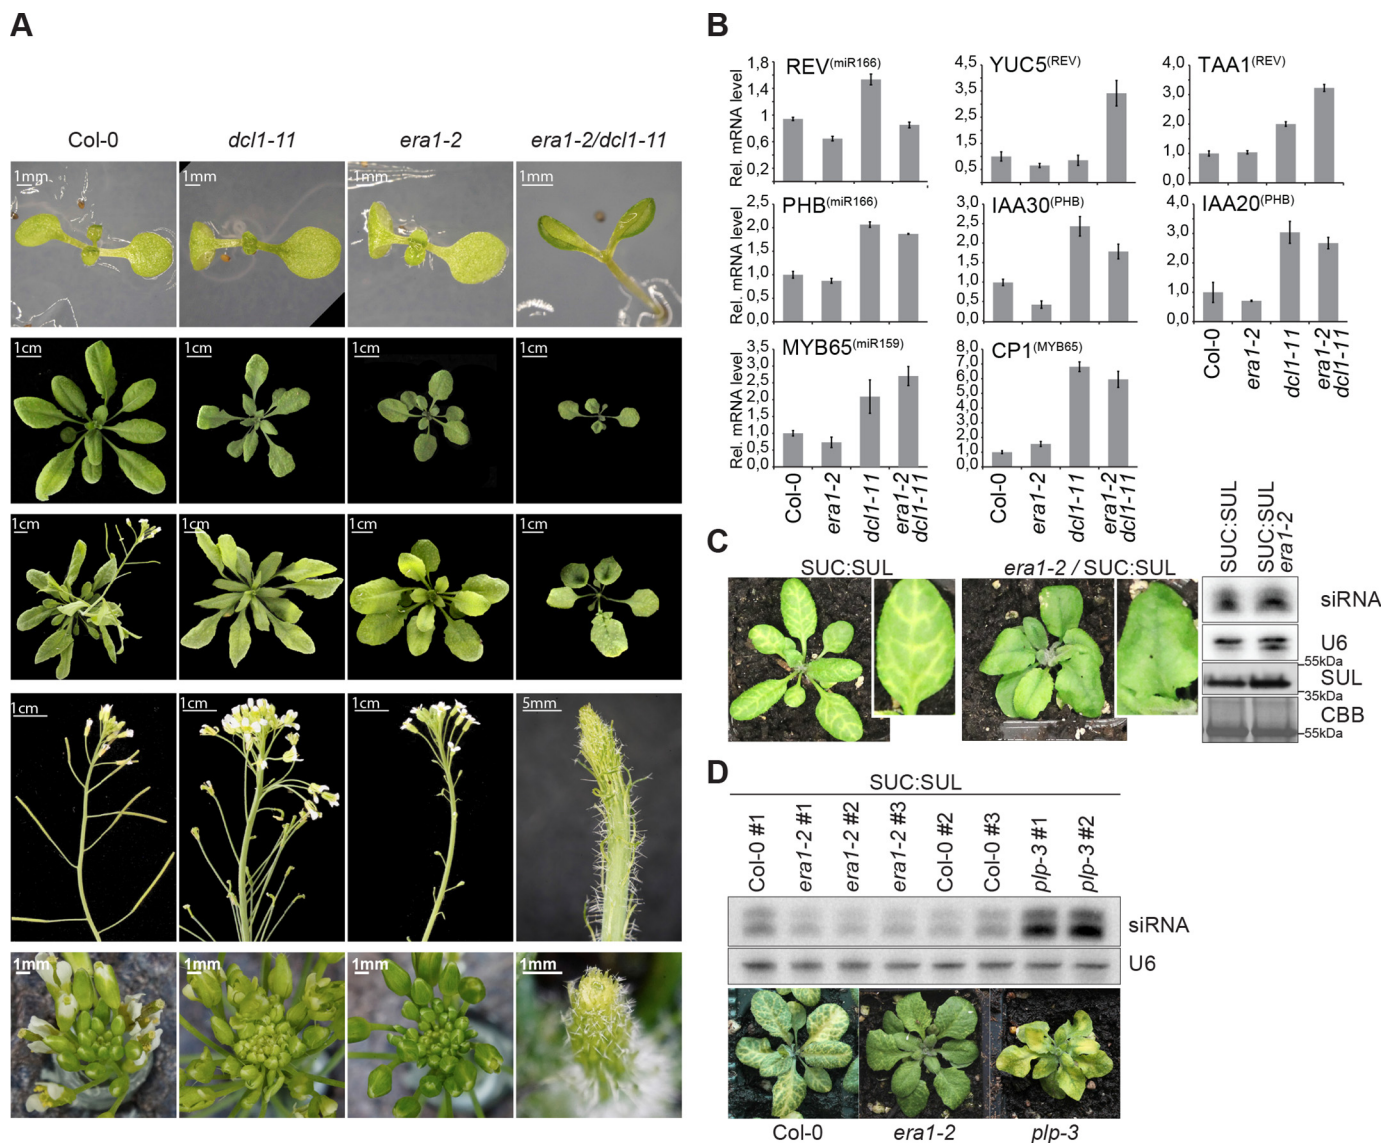 A
Col-0 dcl1-11 era1-2 era1-2/dcl1-11
1mm 1mm 1mm 1mm
1cm 1cm 1cm 1cm
1cm 1cm 1cm 1cm
1cm 1cm 1cm 5mm
1mm 1mm 1mm 1mm
B
REV(miR166)
Rel. mRNA level
1,8
1,4
1
0,6
0,2
YUC5(REV)
4,5
3,5
2,5
1,5
0,5
TAA1(REV)
4,0
3,0
2,0
1,0
0,0
PHB(miR166)
Rel. mRNA level
2,5
2,0
1,5
1,0
0,5
0,0
IAA30(PHB)
3,0
2,5
2,0
1,5
1,0
0,5
0,0
IAA20(PHB)
4,0
3,0
2,0
1,0
0,0
Col-0
era1-2
dcl1-11
era1-2
dcl1-11
MYB65(miR159)
Rel. mRNA level
3,5
3,0
2,5
2,0
1,5
1,0
0,5
0,0
Col-0
era1-2
dcl1-11
era1-2
dcl1-11
CP1(MYB65)
8,0
7,0
6,0
5,0
4,0
3,0
2,0
1,0
0,0
Col-0
era1-2
dcl1-11
era1-2
dcl1-11
C
SUC:SUL
era1-2 / SUC:SUL
SUC:SUL
SUC:SUL
era1-2
siRNA
U6
55kDa
SUL
35kDa
CBB
55kDa
D
SUC:SUL
Col-0 #1
era1-2 #1
era1-2 #2
era1-2 #3
Col-0 #2
Col-0 #3
plp-3 #1
plp-3 #2
siRNA
U6
Col-0 era1-2 plp-3